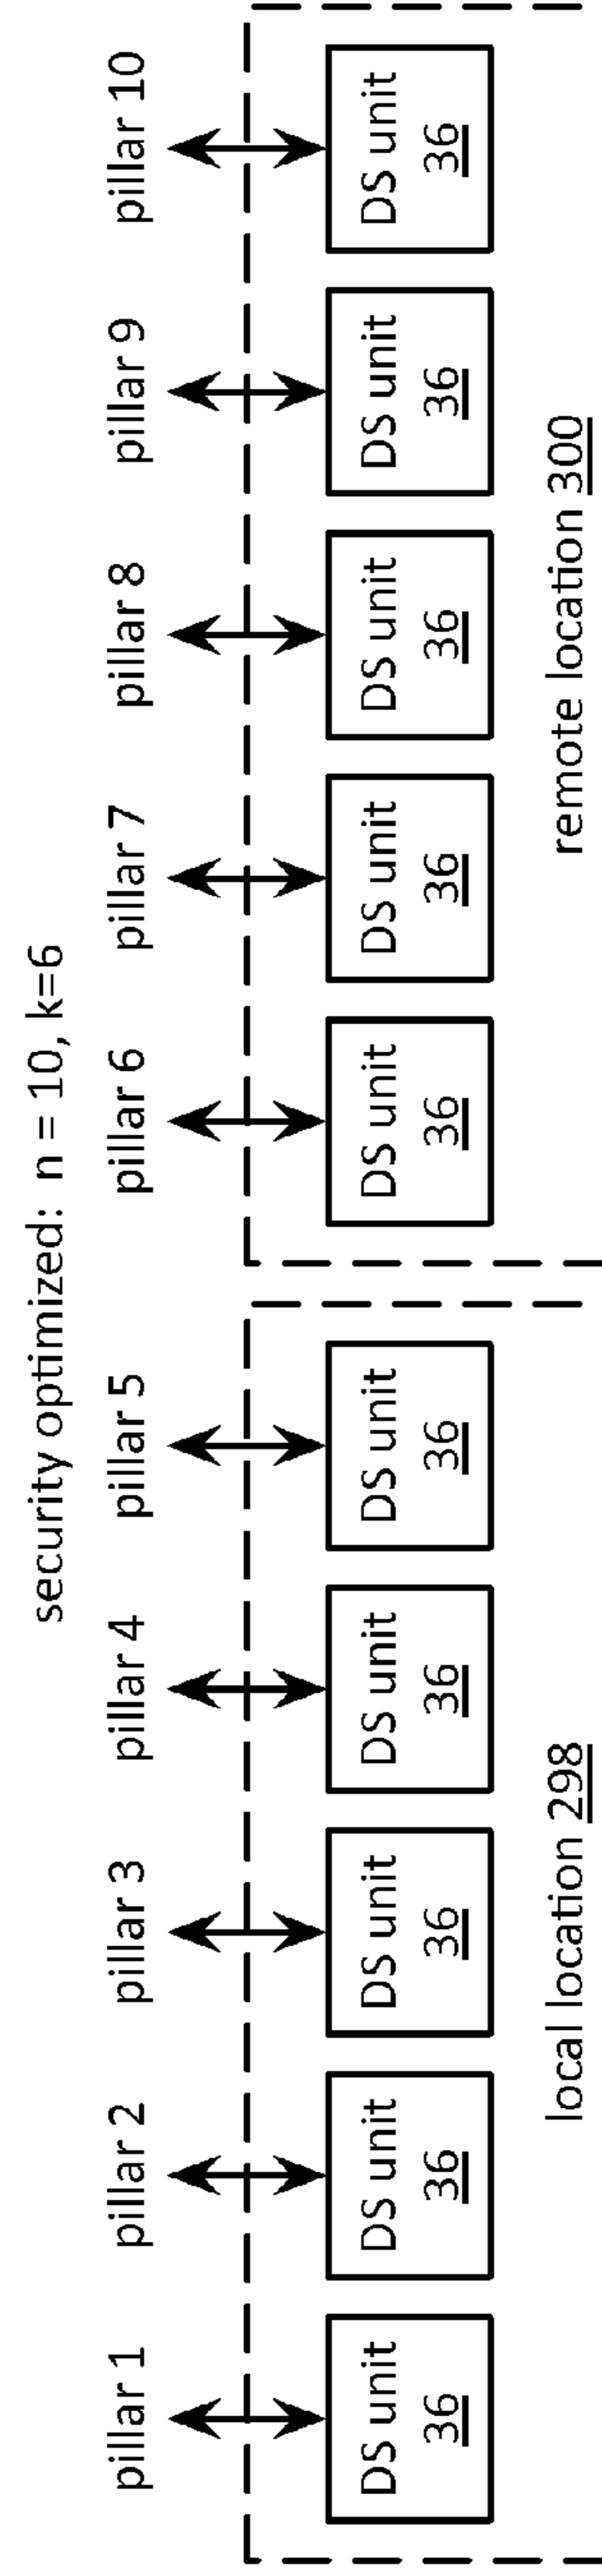 security optimized: n = 10, k=6
pillar 1 pillar 2 pillar 3 pillar 4 pillar 5 pillar 6 pillar 7 pillar 8 pillar 9 pillar 10
DS unit DS unit DS unit DS unit DS unit DS unit DS unit DS unit DS unit DS unit
36 36 36 36 36 36 36 36 36 36
local location 298 remote location 300